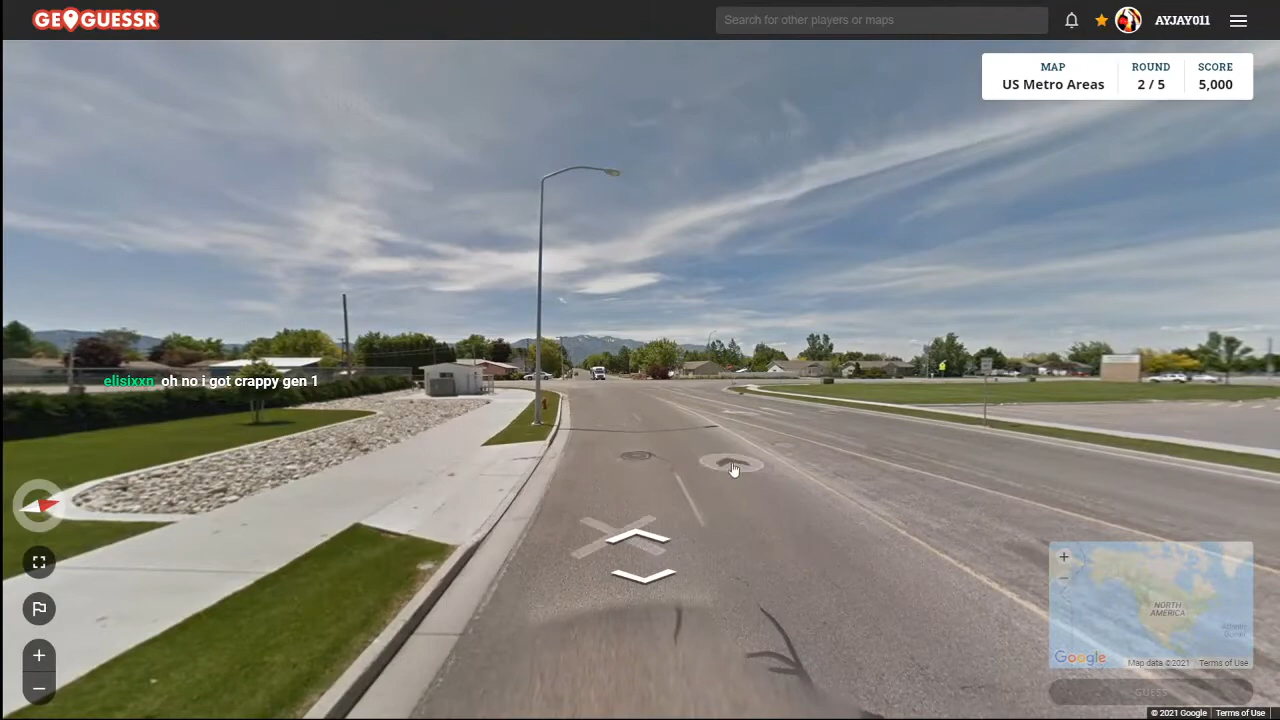 GEOGUESSR
Search for other players or maps
AYJAY011
MAP
US Metro Areas
ROUND
2 / 5
SCORE
5,000
elisixxn oh no i got crappy gen 1
NORTH
AMERICA
Atlantic
Ocean
Google
Map data ©2021
Terms of Use
GUESS
© 2021 Google
Terms of Use